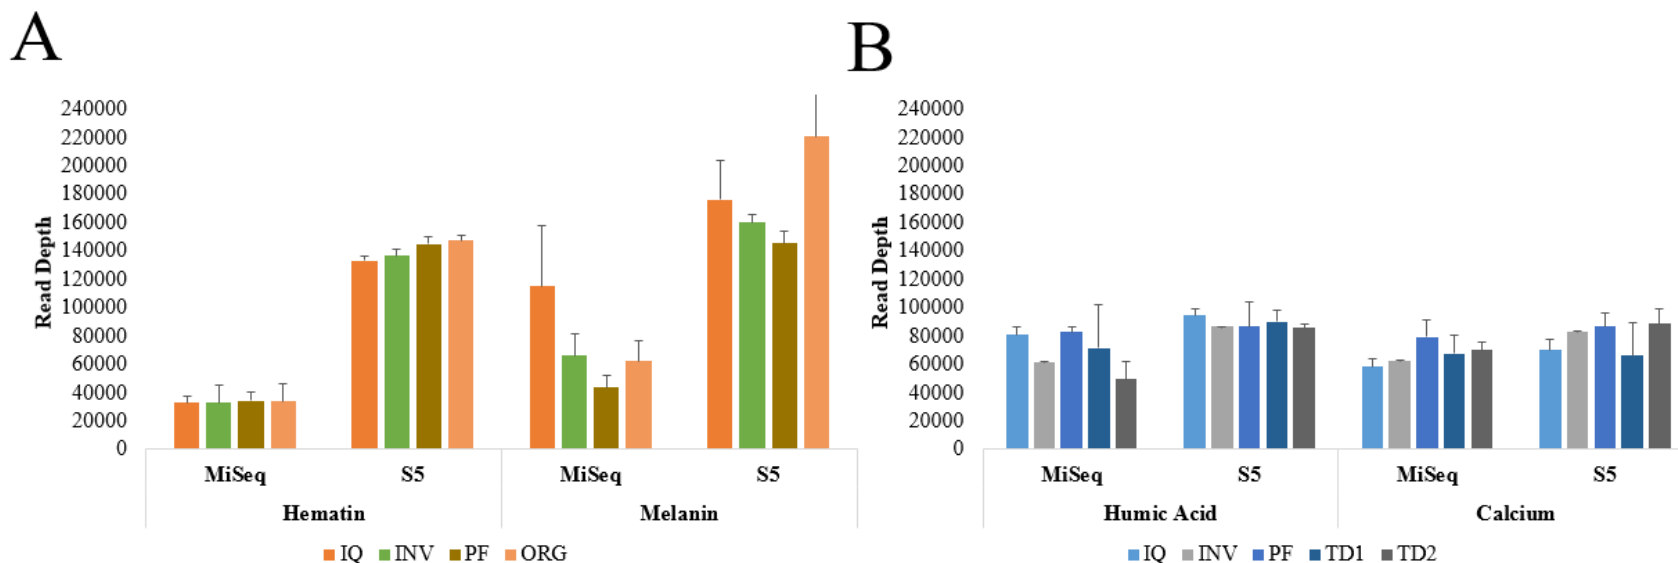 A
240000
220000
200000
180000
160000
140000
120000
100000
80000
60000
40000
20000
0
Read Depth
MiSeq S5 MiSeq S5
Hematin Melanin
IQ INV PF ORG
B
240000
220000
200000
180000
160000
140000
120000
100000
80000
60000
40000
20000
0
Read Depth
MiSeq S5 MiSeq S5
Humic Acid Calcium
IQ INV PF TD1 TD2